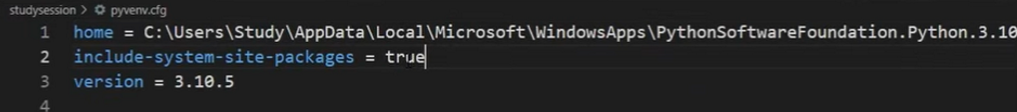 studysession > pyvenv.cfg
1 home = C:\Users\Study\AppData\Local\Microsoft\WindowsApps\PythonSoftwareFoundation.Python.3.10
2 include-system-site-packages = true
3 version = 3.10.5
4